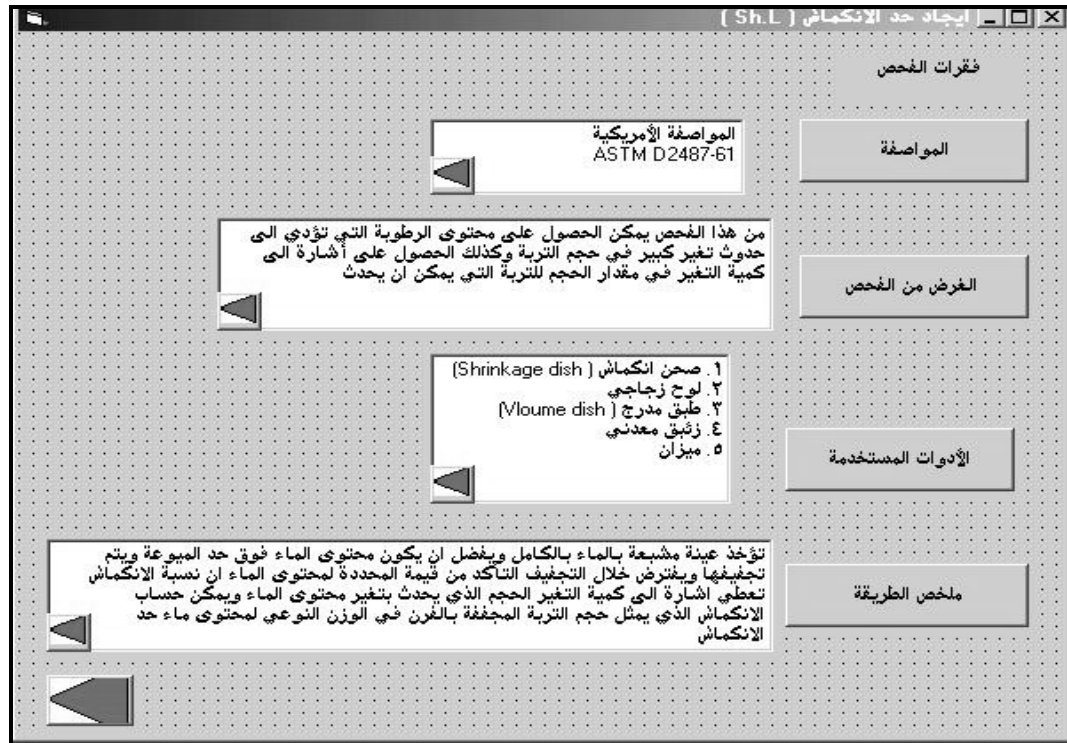 ايجاد حد الانكماش ( Sh.L )
فقرات الفحص
المواصفة
المواصفة الأمريكية
ASTM D2487-61
الغرض من الفحص
من هذا الفحص يمكن الحصول على محتوى الرطوبة التي تؤدي الى
حدوث تغير كبير في حجم التربة وكذلك الحصول على أشارة الى
كمية التغير في مقدار الحجم للتربة التي يمكن ان يحدث
الأدوات المستخدمة
١. صحن انكماش ( Shrinkage dish)
٢. لوح زجاجي
٣. طبق مدرج ( Vloume dish)
٤. زئبق معدني
٥. ميزان
ملخص الطريقة
تؤخذ عينة مشبعة بالماء بالكامل ويفضل ان يكون محتوى الماء فوق حد الميوعة ويتم
تجفيفها ويفترض خلال التجفيف التأكد من قيمة المحددة لمحتوى الماء ان نسبة الانكماش
تعطي اشارة الى كمية التغير الحجم الذي يحدث بتغير محتوى الماء ويمكن حساب
الانكماش الذي يمثل حجم التربة المجففة بالفرن في الوزن النوعي لمحتوى ماء حد
الانكماش